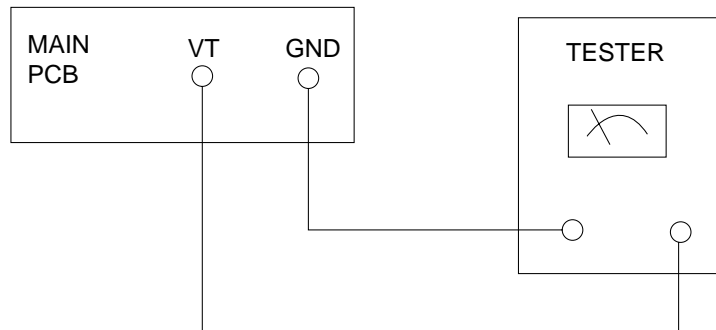 MAIN
PCB
VT
GND
TESTER